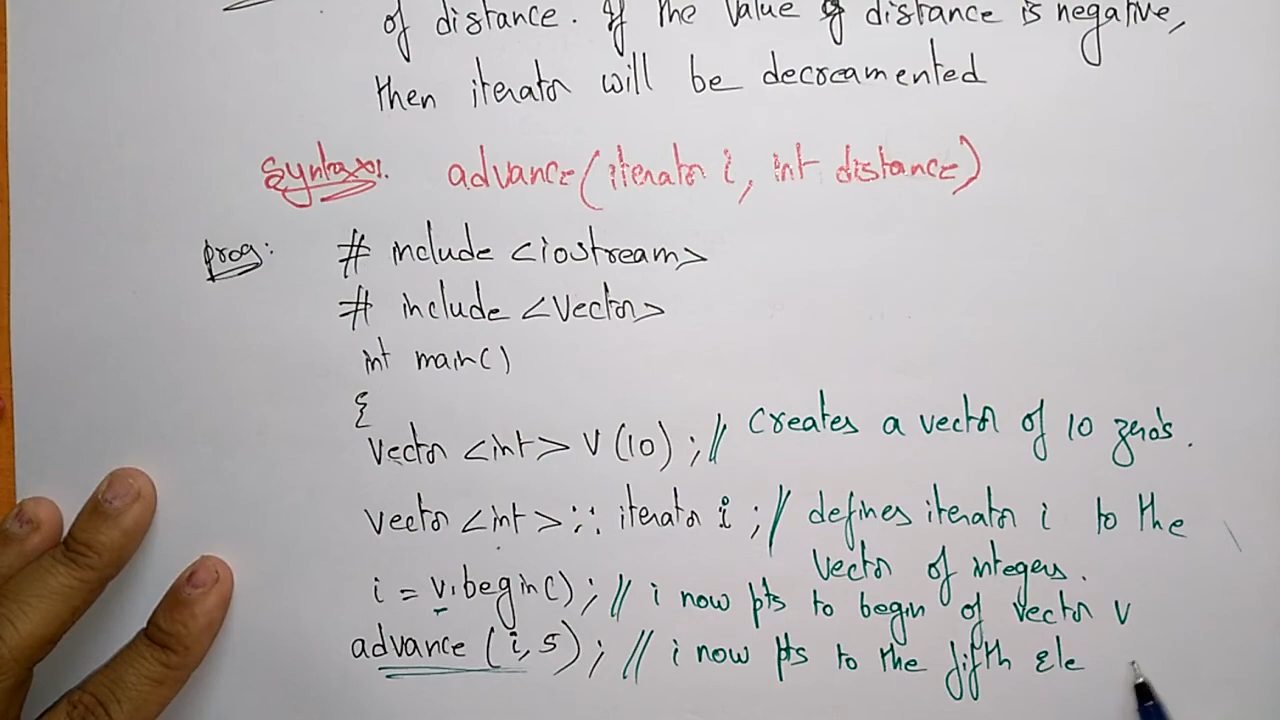 of distance. If the value of distance is negative,
then iterator will be decreamented
Syntax: advance(iterator i, int distance)
prog: # include <iostream>
# include <vector>
int main()
{
vector <int> v (10) ; // creates a vector of 10 zero's.
vector <int> :: iterator i ; // defines iterator i to the
vector of integers.
i = v.begin() ; // i now pts to begin of vector v
advance (i, 5) ; // i now pts to the fifth ele